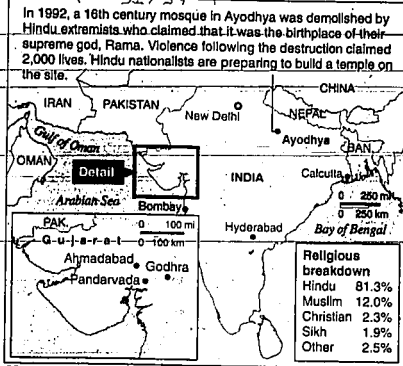 In 1992, a 16th century mosque in Ayodhya was demolished by
Hindu extremists who claimed that it was the birthplace of their
supreme god, Rama. Violence following the destruction claimed
2,000 lives. Hindu nationalists are preparing to build a temple on
the site.
CHINA
IRAN
PAKISTAN
New Delhi
NEPAL
Gulf of Oman
Ayodhya
BAN.
OMAN
Detail
INDIA
Calcutta
Arabian Sea
Bombay
0 250 mi
0 250 km
PAK.
0 100 mi
0 100 km
Gujarat
Hyderabad
Bay of Bengal
Ahmadabad
Godhra
Pandarvada
Religious
breakdown
Hindu 81.3%
Muslim 12.0%
Christian 2.3%
Sikh 1.9%
Other 2.5%